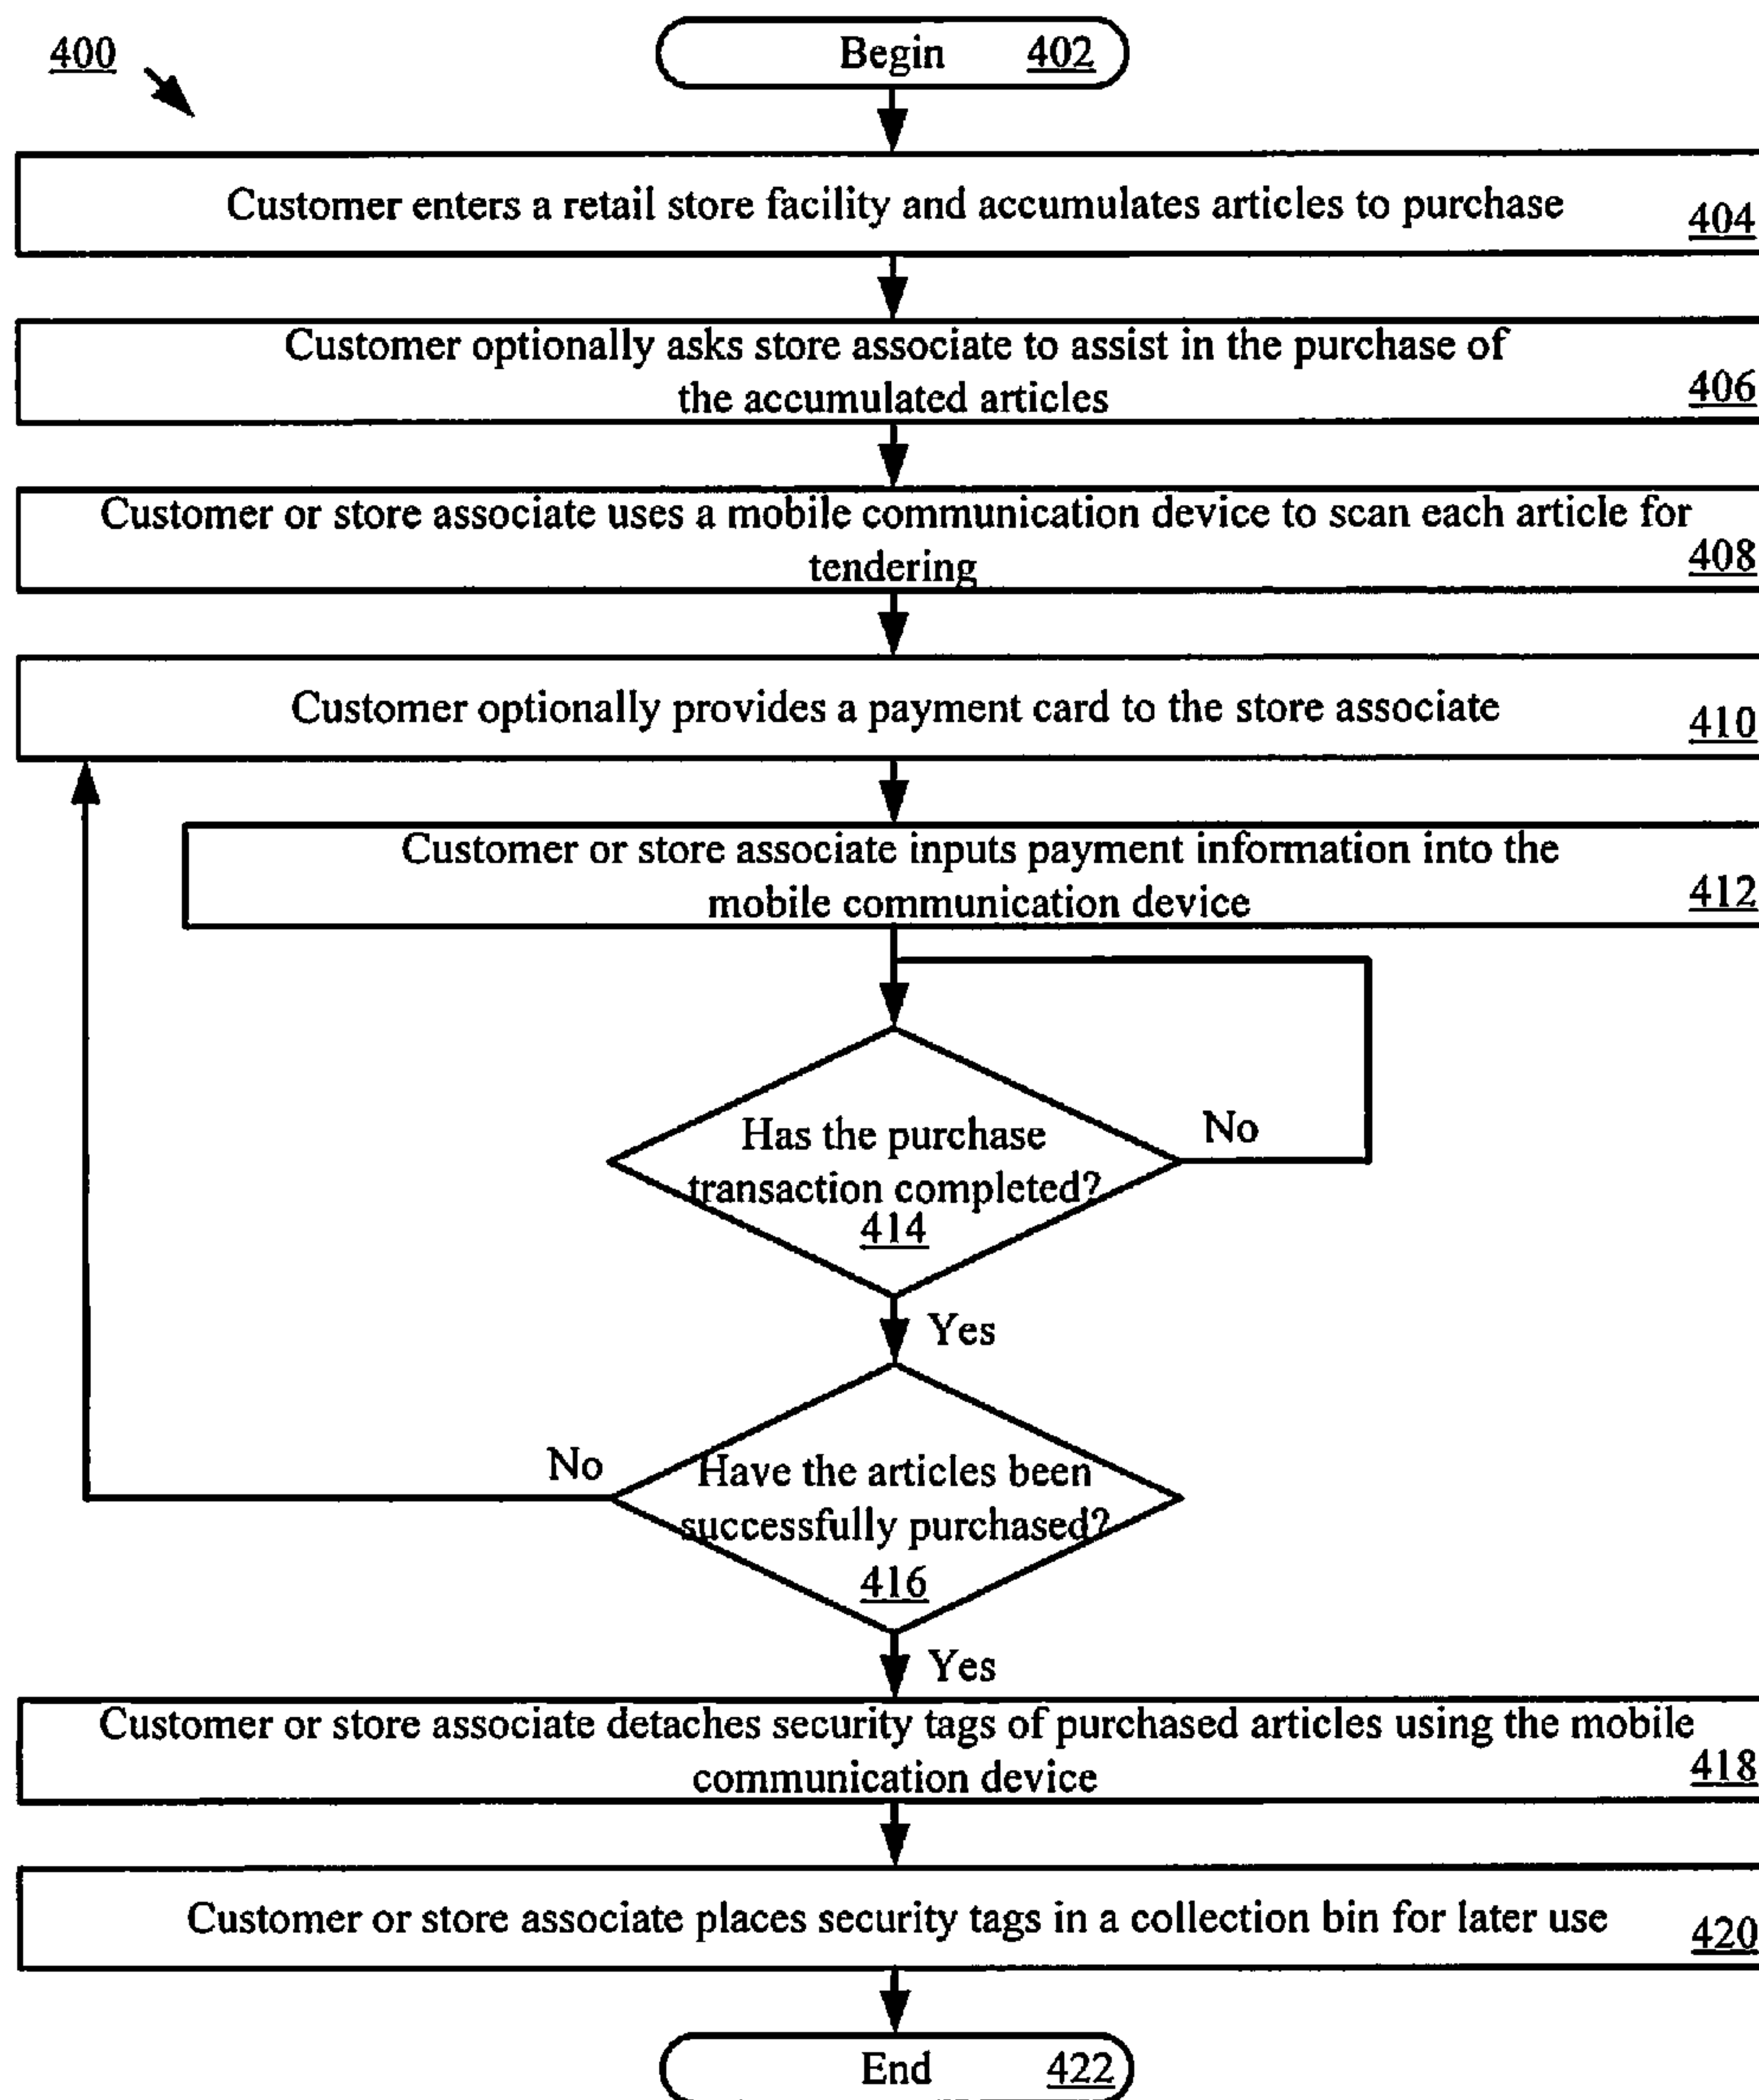 400
Begin 402
Customer enters a retail store facility and accumulates articles to purchase 404
Customer optionally asks store associate to assist in the purchase of
the accumulated articles 406
Customer or store associate uses a mobile communication device to scan each article for
tendering 408
Customer optionally provides a payment card to the store associate 410
Customer or store associate inputs payment information into the
mobile communication device 412
Has the purchase
transaction completed?
414
No
Yes
Have the articles been
successfully purchased?
416
No
Yes
Customer or store associate detaches security tags of purchased articles using the mobile
communication device 418
Customer or store associate places security tags in a collection bin for later use 420
End 422